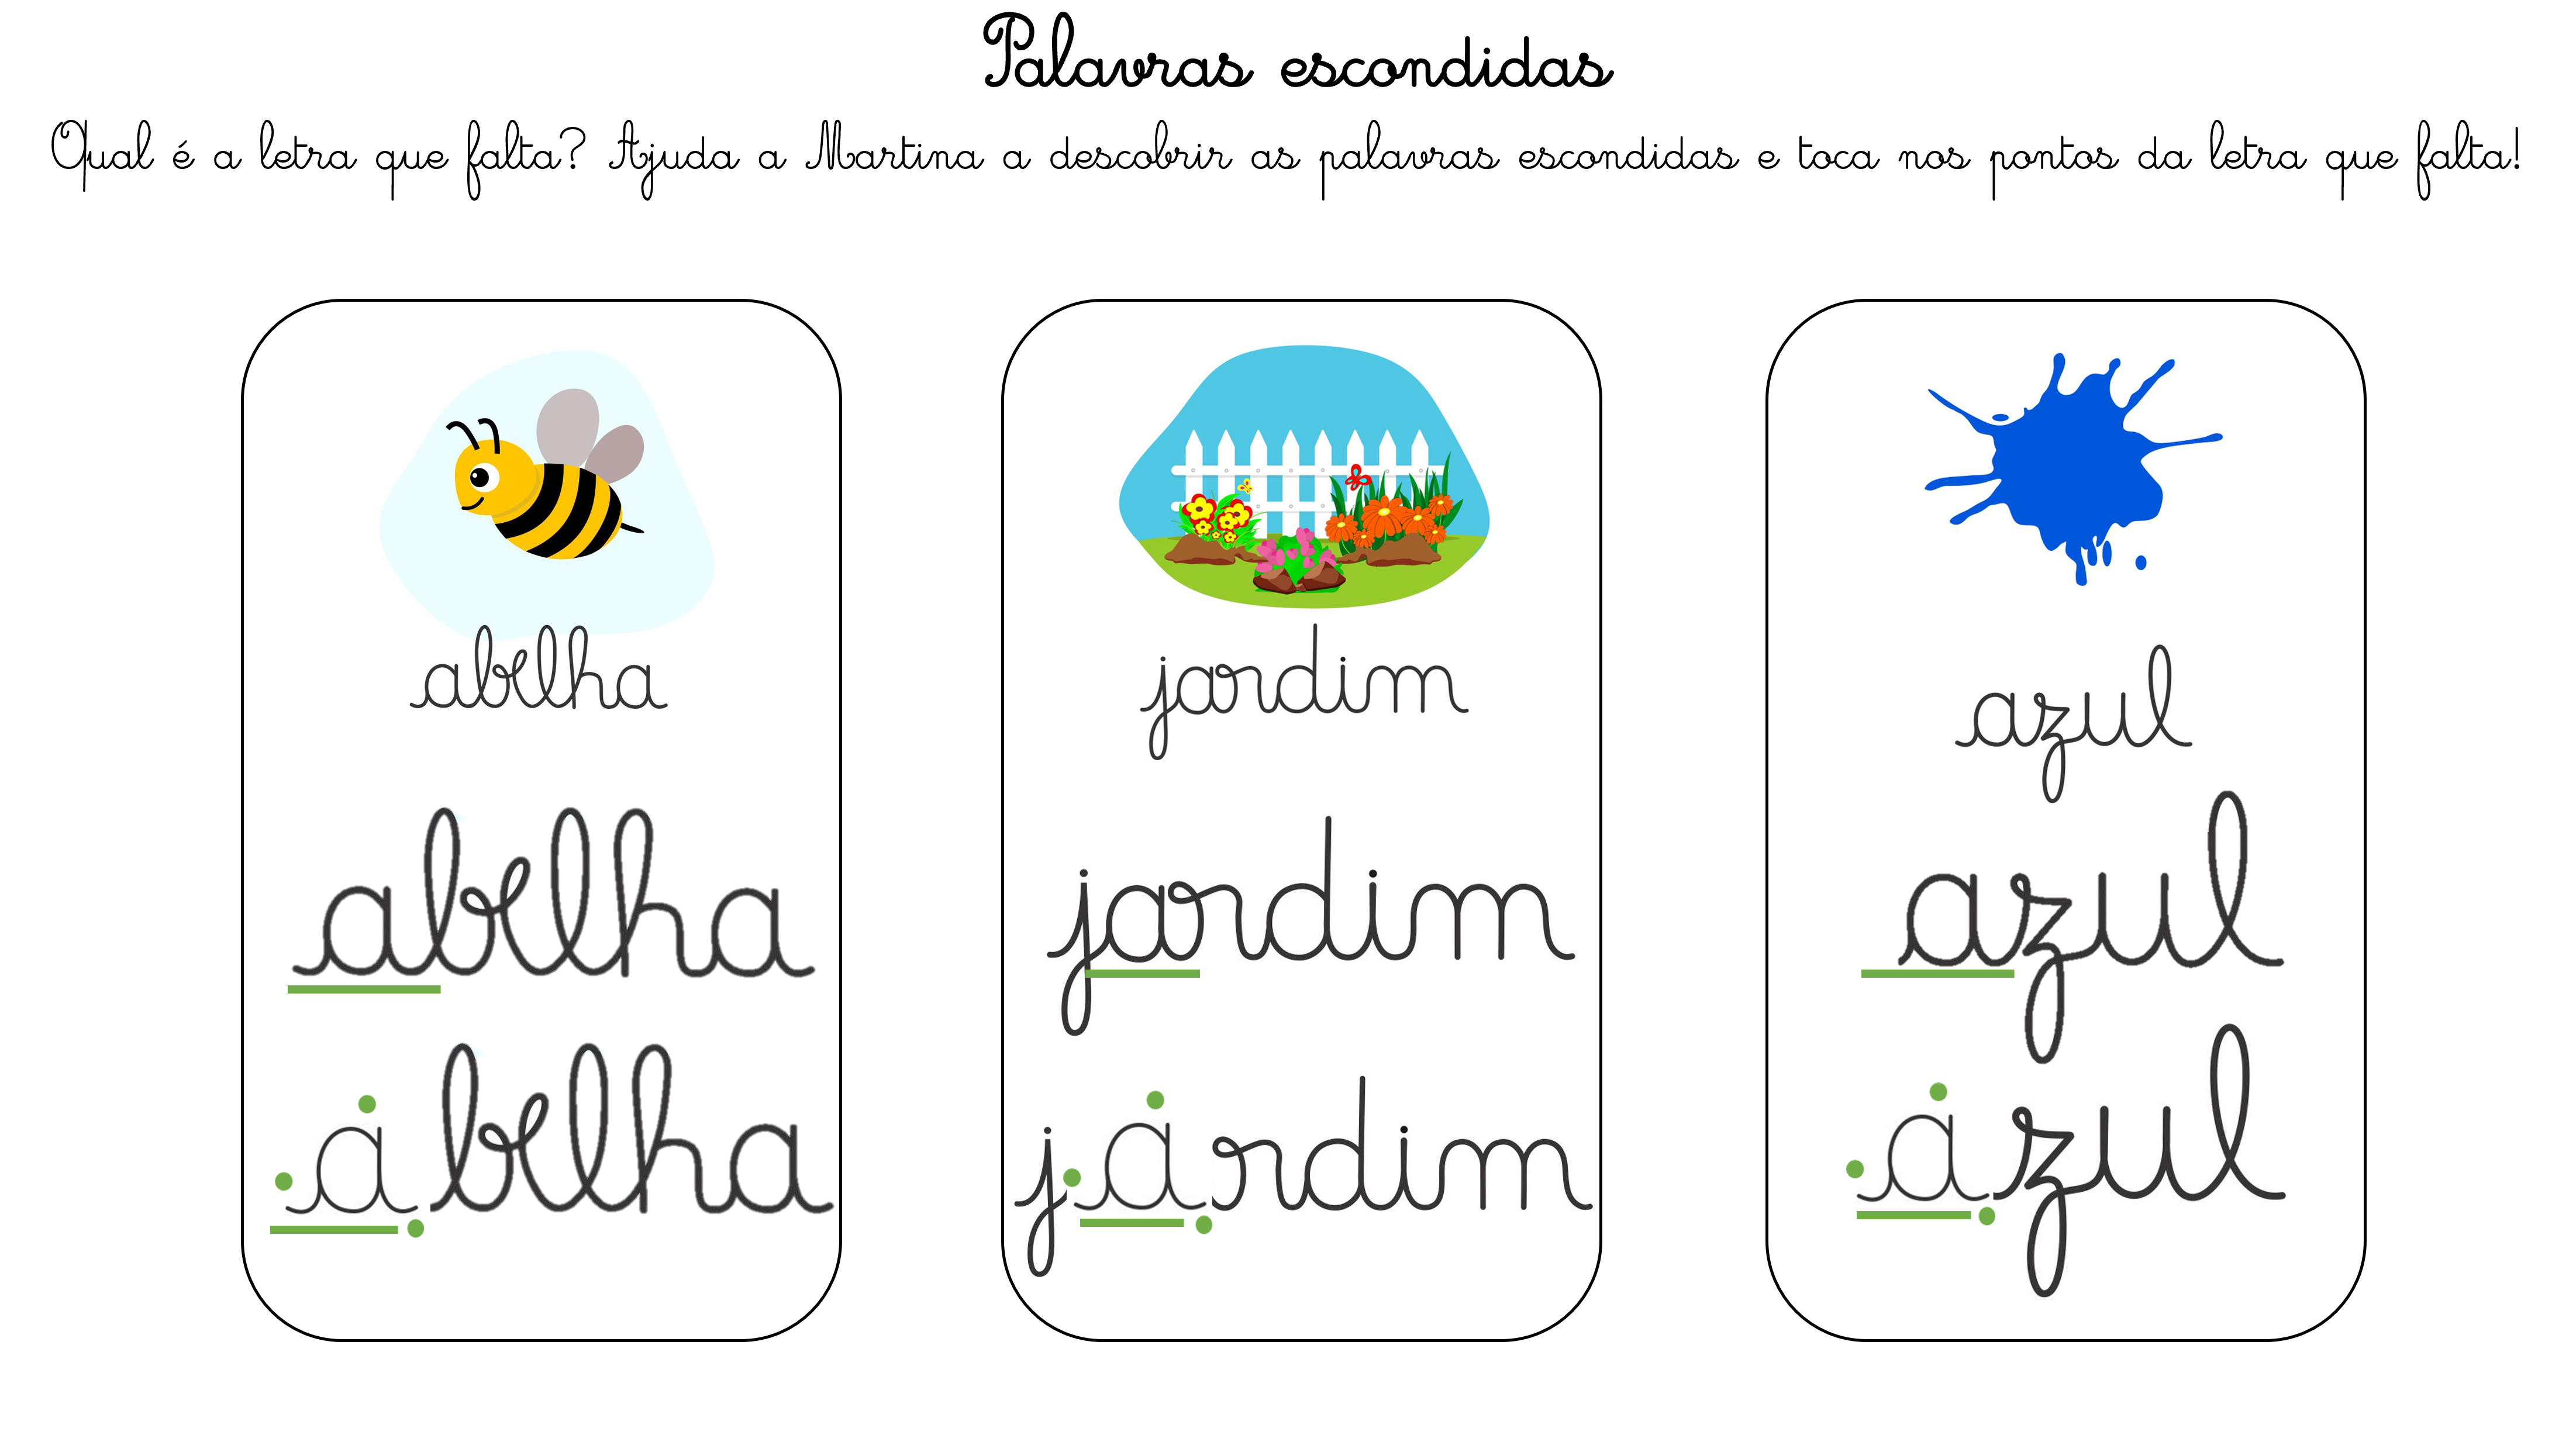 Palavras escondidas
Qual é a letra que falta? Ajuda a Martina a descobrir as palavras escondidas e toca nos pontos da letra que falta!
abelha
abelha
abelha
jardim
jardim
jardim
azul
azul
azul